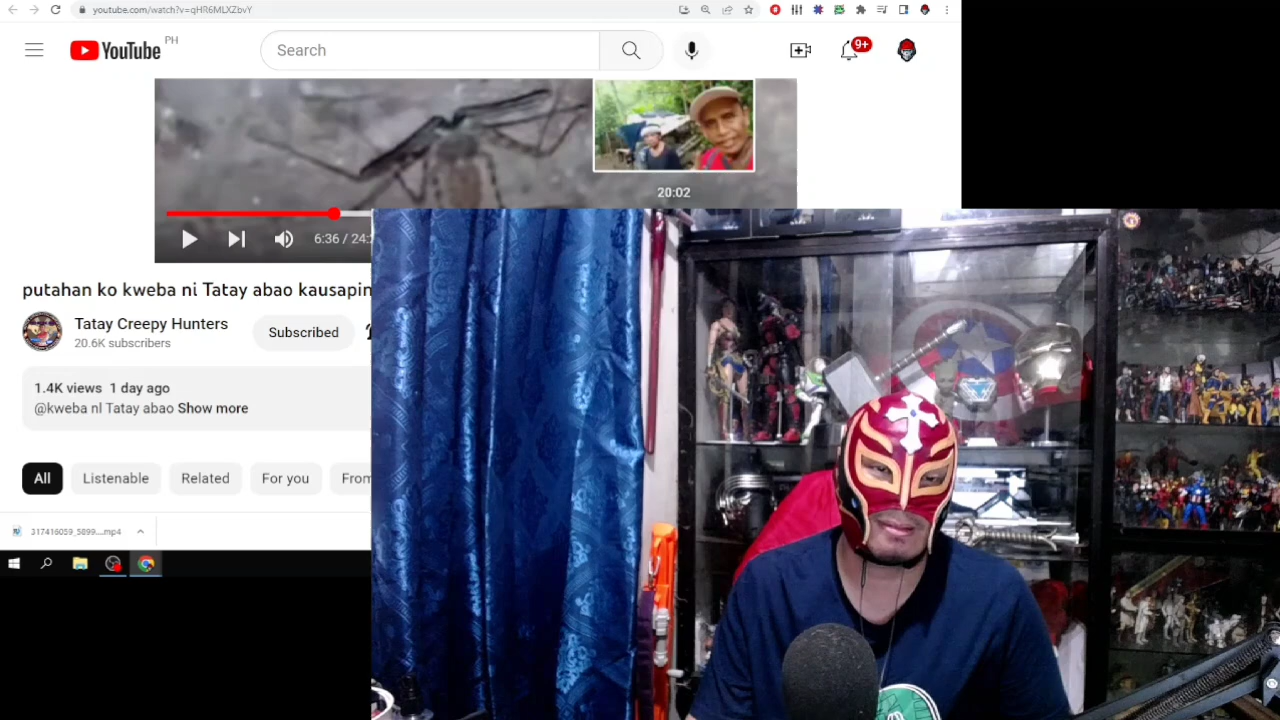 youtube.com/watch?v=qHR6MLXZbvY
YouTube PH
Search
9+
20:02
6:36 / 24:
putahan ko kweba ni Tatay abao kausapin
Tatay Creepy Hunters
20.6K subscribers
Subscribed
1.4K views 1 day ago
@kweba nI Tatay abao Show more
All
Listenable
Related
For you
From
317416059_5099....mp4